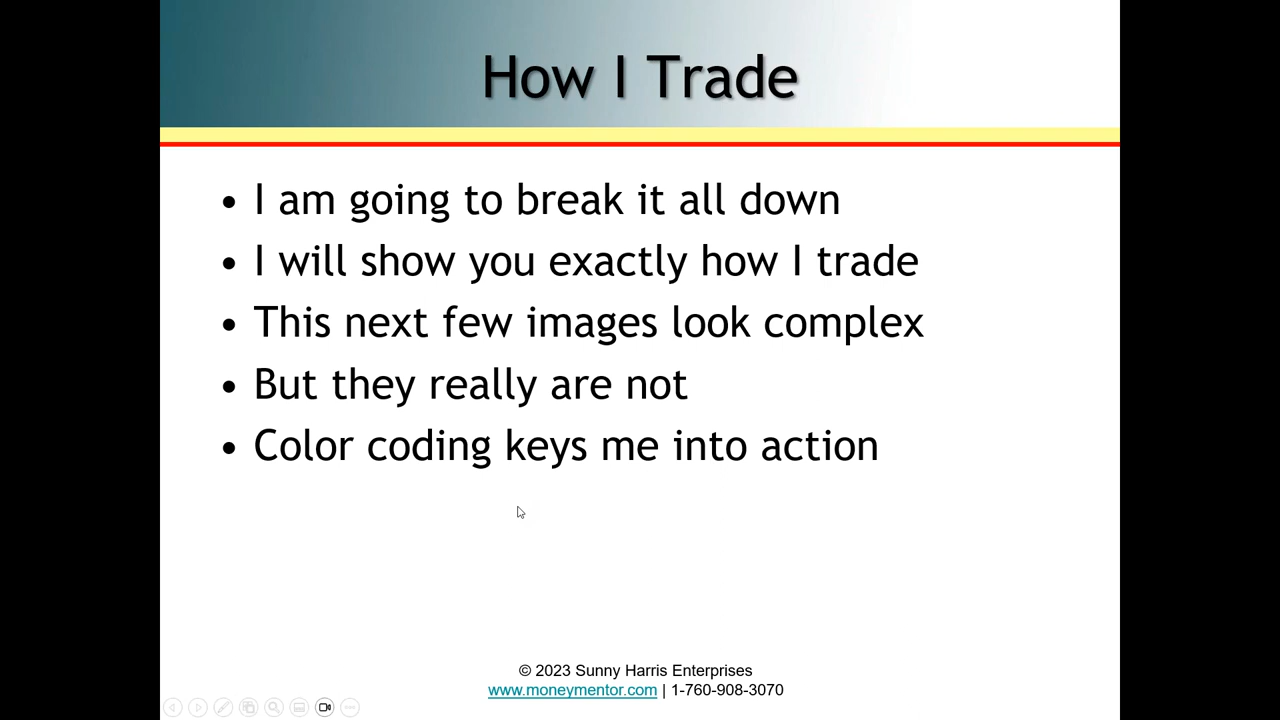 How I Trade
• I am going to break it all down
• I will show you exactly how I trade
• This next few images look complex
• But they really are not
• Color coding keys me into action
© 2023 Sunny Harris Enterprises
www.moneymentor.com | 1-760-908-3070